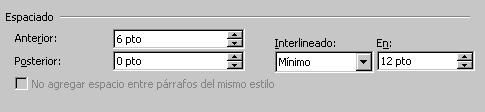 Espaciado
Anterior: 6 pto
Interlineado: En:
Posterior: 0 pto Mínimo 12 pto
No agregar espacio entre párrafos del mismo estilo